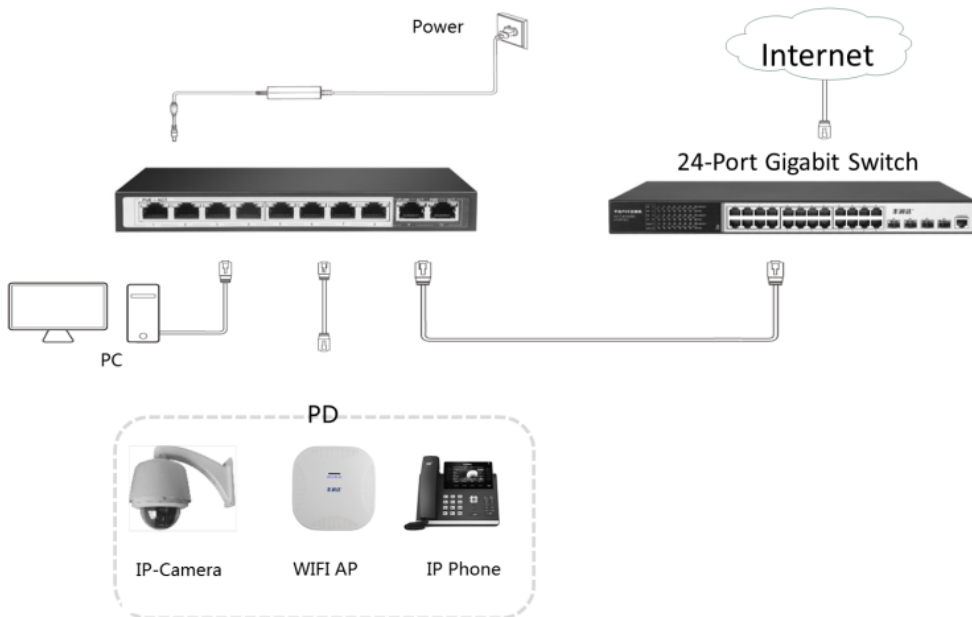 Power
Internet
24-Port Gigabit Switch
PC
PD
IP-Camera
WIFI AP
IP Phone